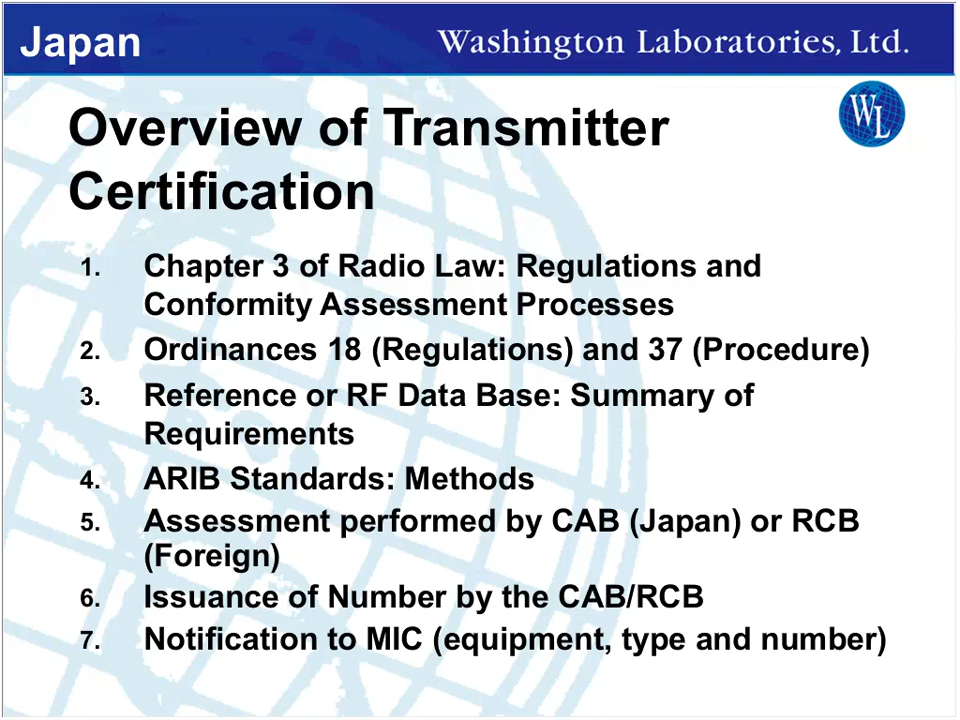 Japan
Washington Laboratories, Ltd.
WL
Overview of Transmitter
Certification
1. Chapter 3 of Radio Law: Regulations and
Conformity Assessment Processes
2. Ordinances 18 (Regulations) and 37 (Procedure)
3. Reference or RF Data Base: Summary of
Requirements
4. ARIB Standards: Methods
5. Assessment performed by CAB (Japan) or RCB
(Foreign)
6. Issuance of Number by the CAB/RCB
7. Notification to MIC (equipment, type and number)